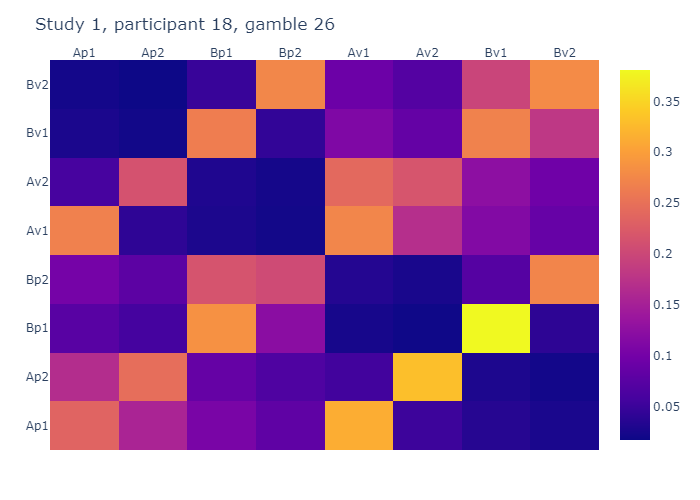 Study 1, participant 18, gamble 26
Ap1 Ap2 Bp1 Bp2 Av1 Av2 Bv1 Bv2
Bv2
Bv1
Av2
Av1
Bp2
Bp1
Ap2
Ap1
0.35
0.3
0.25
0.2
0.15
0.1
0.05